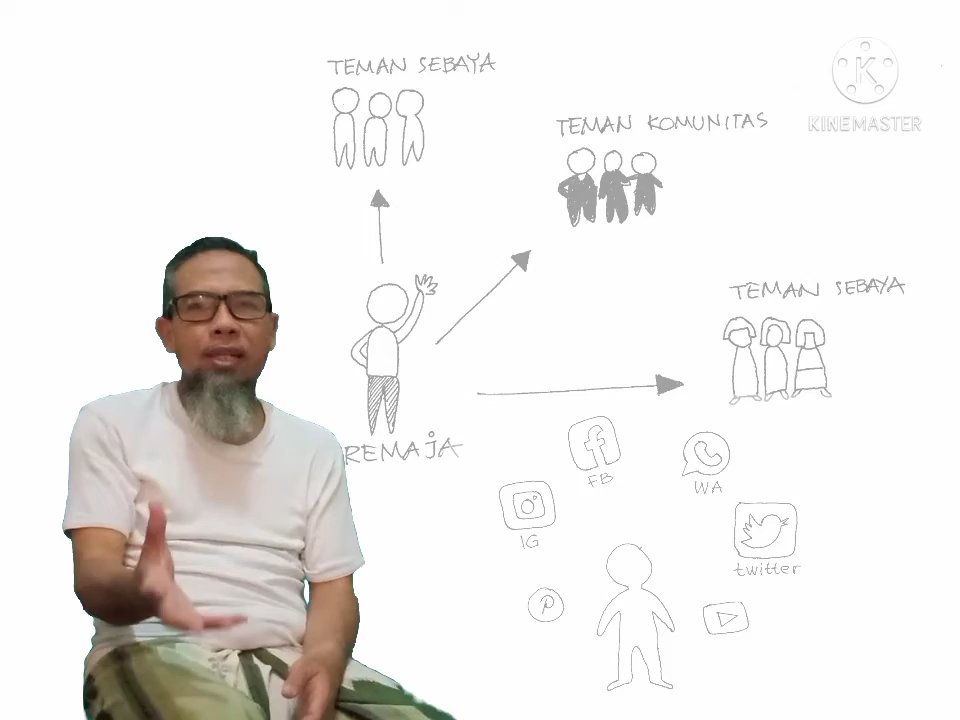 TEMAN SEBAYA
TEMAN KOMUNITAS
KINEMASTER
TEMAN SEBAYA
REMAJA
FB
WA
IG
twitter